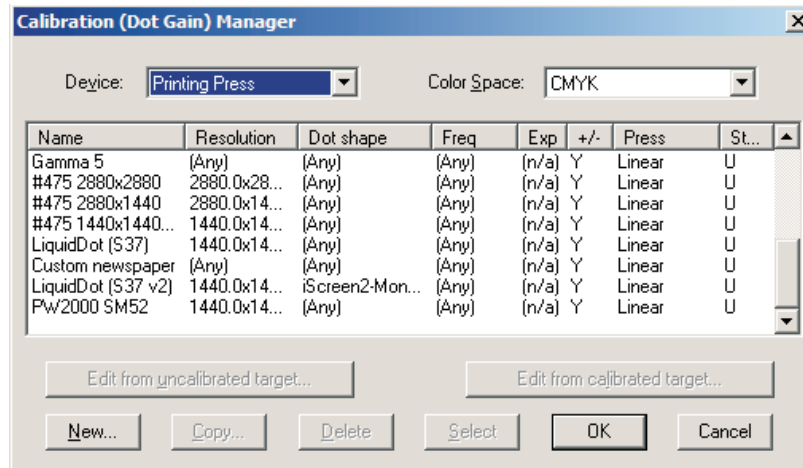 Calibration (Dot Gain) Manager
Device: Printing Press Color Space: CMYK
Name Resolution Dot shape Freq Exp +/- Press St...
Gamma 5 (Any) (Any) (Any) (n/a) Y Linear U
#475 2880x2880 2880.0x28... (Any) (Any) (n/a) Y Linear U
#475 2880x1440 2880.0x14... (Any) (Any) (n/a) Y Linear U
#475 1440x1440... 1440.0x14... (Any) (Any) (n/a) Y Linear U
LiquidDot (S37) 1440.0x14... (Any) (Any) (n/a) Y Linear U
Custom newspaper (Any) (Any) (Any) (n/a) Y Linear U
LiquidDot (S37 v2) 1440.0x14... iScreen2-Mon... (Any) (n/a) Y Linear U
PW2000 SM52 1440.0x14... (Any) (Any) (n/a) Y Linear U
Edit from uncalibrated target... Edit from calibrated target...
New... Copy... Delete Select OK Cancel